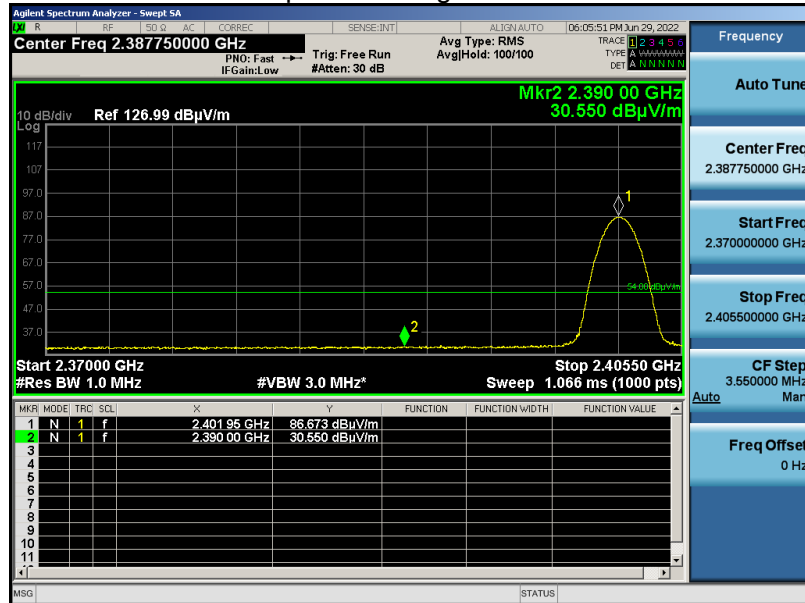 Agilent Spectrum Analyzer - Swept SA
LXI R RF 50 Ω AC CORREC SENSE:INT ALIGN AUTO 06:05:51 PM Jun 29, 2022
Center Freq 2.387750000 GHz
PNO: Fast
IFGain:Low
Trig: Free Run
#Atten: 30 dB
Avg Type: RMS
Avg|Hold: 100/100
TRACE 1 2 3 4 5 6
TYPE A WWWWW
DET A N N N N N
Mkr2 2.390 00 GHz
30.550 dBµV/m
10 dB/div Ref 126.99 dBµV/m
Log
117
107
97.0
87.0
77.0
67.0
57.0
47.0
37.0
1
54.00 dBµV/m
2
Start 2.37000 GHz Stop 2.40550 GHz
#Res BW 1.0 MHz #VBW 3.0 MHz* Sweep 1.066 ms (1000 pts)
MKR MODE TRC SCL X Y FUNCTION FUNCTION WIDTH FUNCTION VALUE
1 N 1 f 2.401 95 GHz 86.673 dBµV/m
2 N 1 f 2.390 00 GHz 30.550 dBµV/m
3
4
5
6
7
8
9
10
11
MSG STATUS
Frequency
Auto Tune
Center Freq
2.387750000 GHz
Start Freq
2.370000000 GHz
Stop Freq
2.405500000 GHz
CF Step
3.550000 MHz
Auto Man
Freq Offset
0 Hz